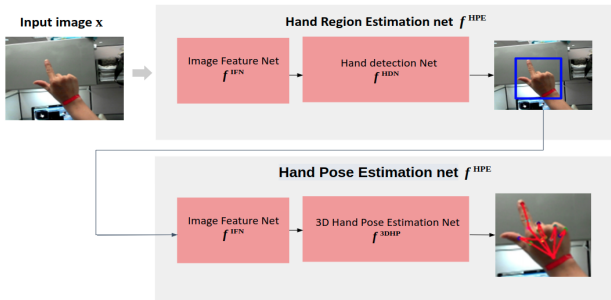 Input image x
Hand Region Estimation net f HPE
Image Feature Net
f IFN
Hand detection Net
f HDN
Hand Pose Estimation net f HPE
Image Feature Net
f IFN
3D Hand Pose Estimation Net
f 3DHP